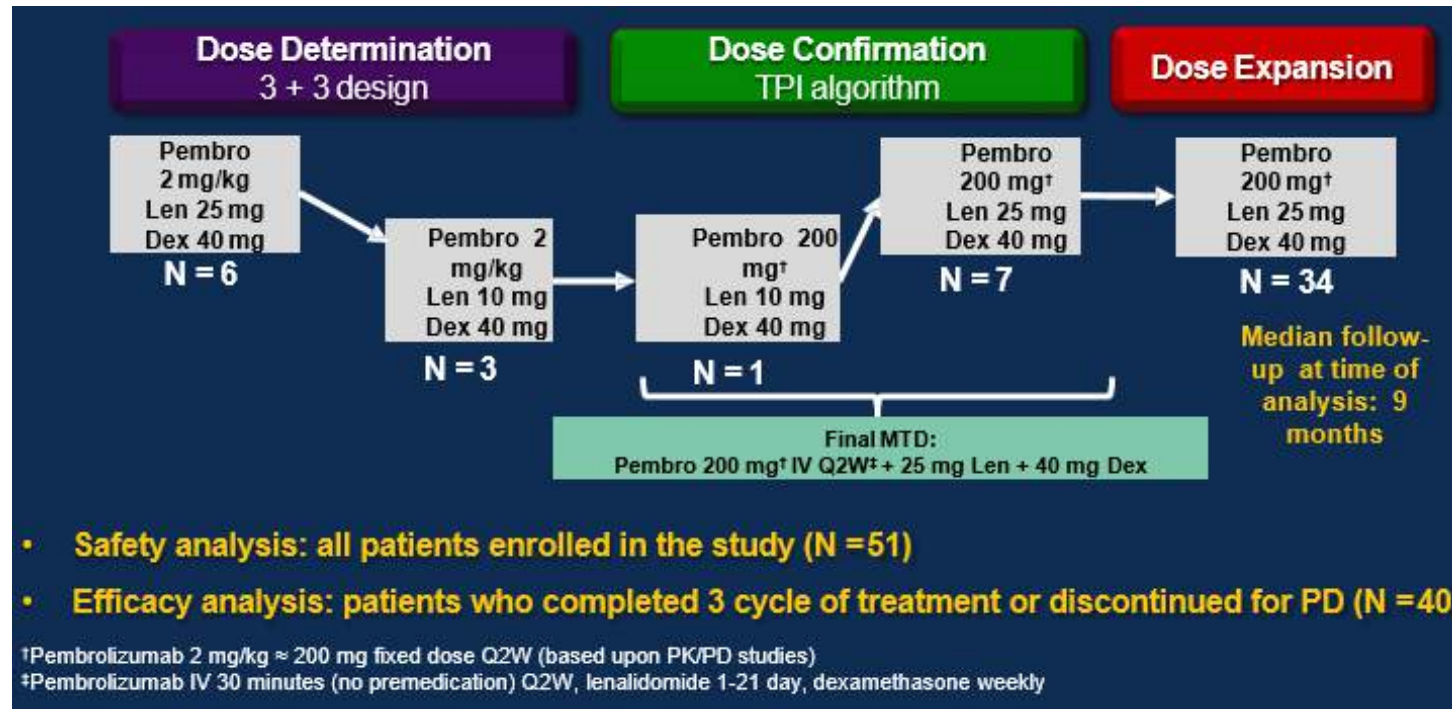 Dose Determination
3 + 3 design
Dose Confirmation
TPI algorithm
Dose Expansion
Pembro
2 mg/kg
Len 25 mg
Dex 40 mg
N = 6
Pembro 2
mg/kg
Len 10 mg
Dex 40 mg
N = 3
Pembro 200
mg†
Len 10 mg
Dex 40 mg
N = 1
Pembro
200 mg†
Len 25 mg
Dex 40 mg
N = 7
Pembro
200 mg†
Len 25 mg
Dex 40 mg
N = 34
Median follow-
up at time of
analysis: 9
months
Final MTD:
Pembro 200 mg† IV Q2W‡ + 25 mg Len + 40 mg Dex
• Safety analysis: all patients enrolled in the study (N =51)
• Efficacy analysis: patients who completed 3 cycle of treatment or discontinued for PD (N =40
†Pembrolizumab 2 mg/kg ≈ 200 mg fixed dose Q2W (based upon PK/PD studies)
‡Pembrolizumab IV 30 minutes (no premedication) Q2W, lenalidomide 1-21 day, dexamethasone weekly